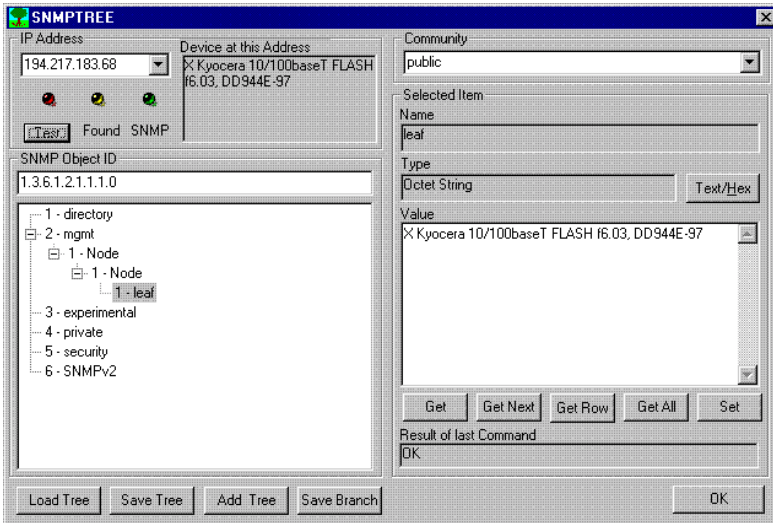 SNMPTREE
IP Address
194.217.183.68
Test
Found
SNMP
Device at this Address
X Kyocera 10/100baseT FLASH
f6.03, DD944E-97
SNMP Object ID
1.3.6.1.2.1.1.1.0
1 - directory
2 - mgmt
1 - Node
1 - Node
1 - leaf
3 - experimental
4 - private
5 - security
6 - SNMPv2
Load Tree
Save Tree
Add Tree
Save Branch
Community
public
Selected Item
Name
leaf
Type
Octet String
Text/Hex
Value
X Kyocera 10/100baseT FLASH f6.03, DD944E-97
Get
Get Next
Get Row
Get All
Set
Result of last Command
OK
OK